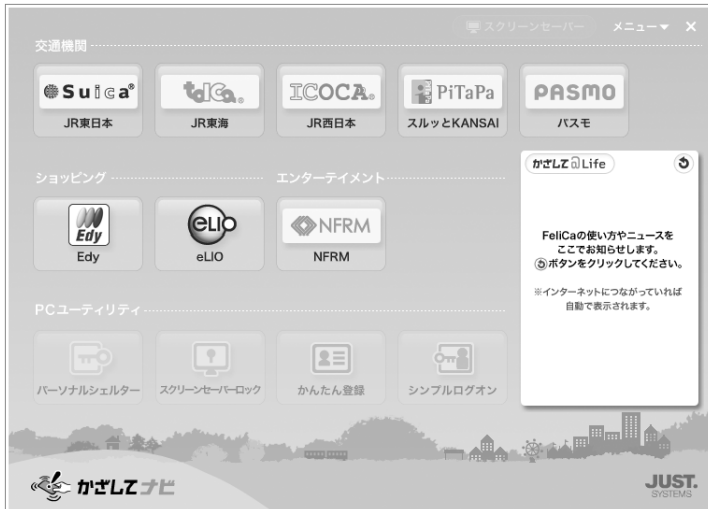 スクリーンセーバー メニュー▼ ×
交通機関
Suica®
TOICa®
ICOCA®
PiTaPa
PASMO
JR東日本
JR東海
JR西日本
スルッとKANSAI
パスモ
ショッピング
エンターテイメント
Edy
eLIO
NFRM
Edy
eLIO
NFRM
かざして@Life
FeliCaの使い方やニュースを
ここでお知らせします。
ボタンをクリックしてください。
※インターネットにつながっていれば
自動で表示されます。
PCユーティリティ
パーソナルシェルター
スクリーンセーバーロック
かんたん登録
シンプルログオン
かざしてナビ
JUST.
SYSTEMS